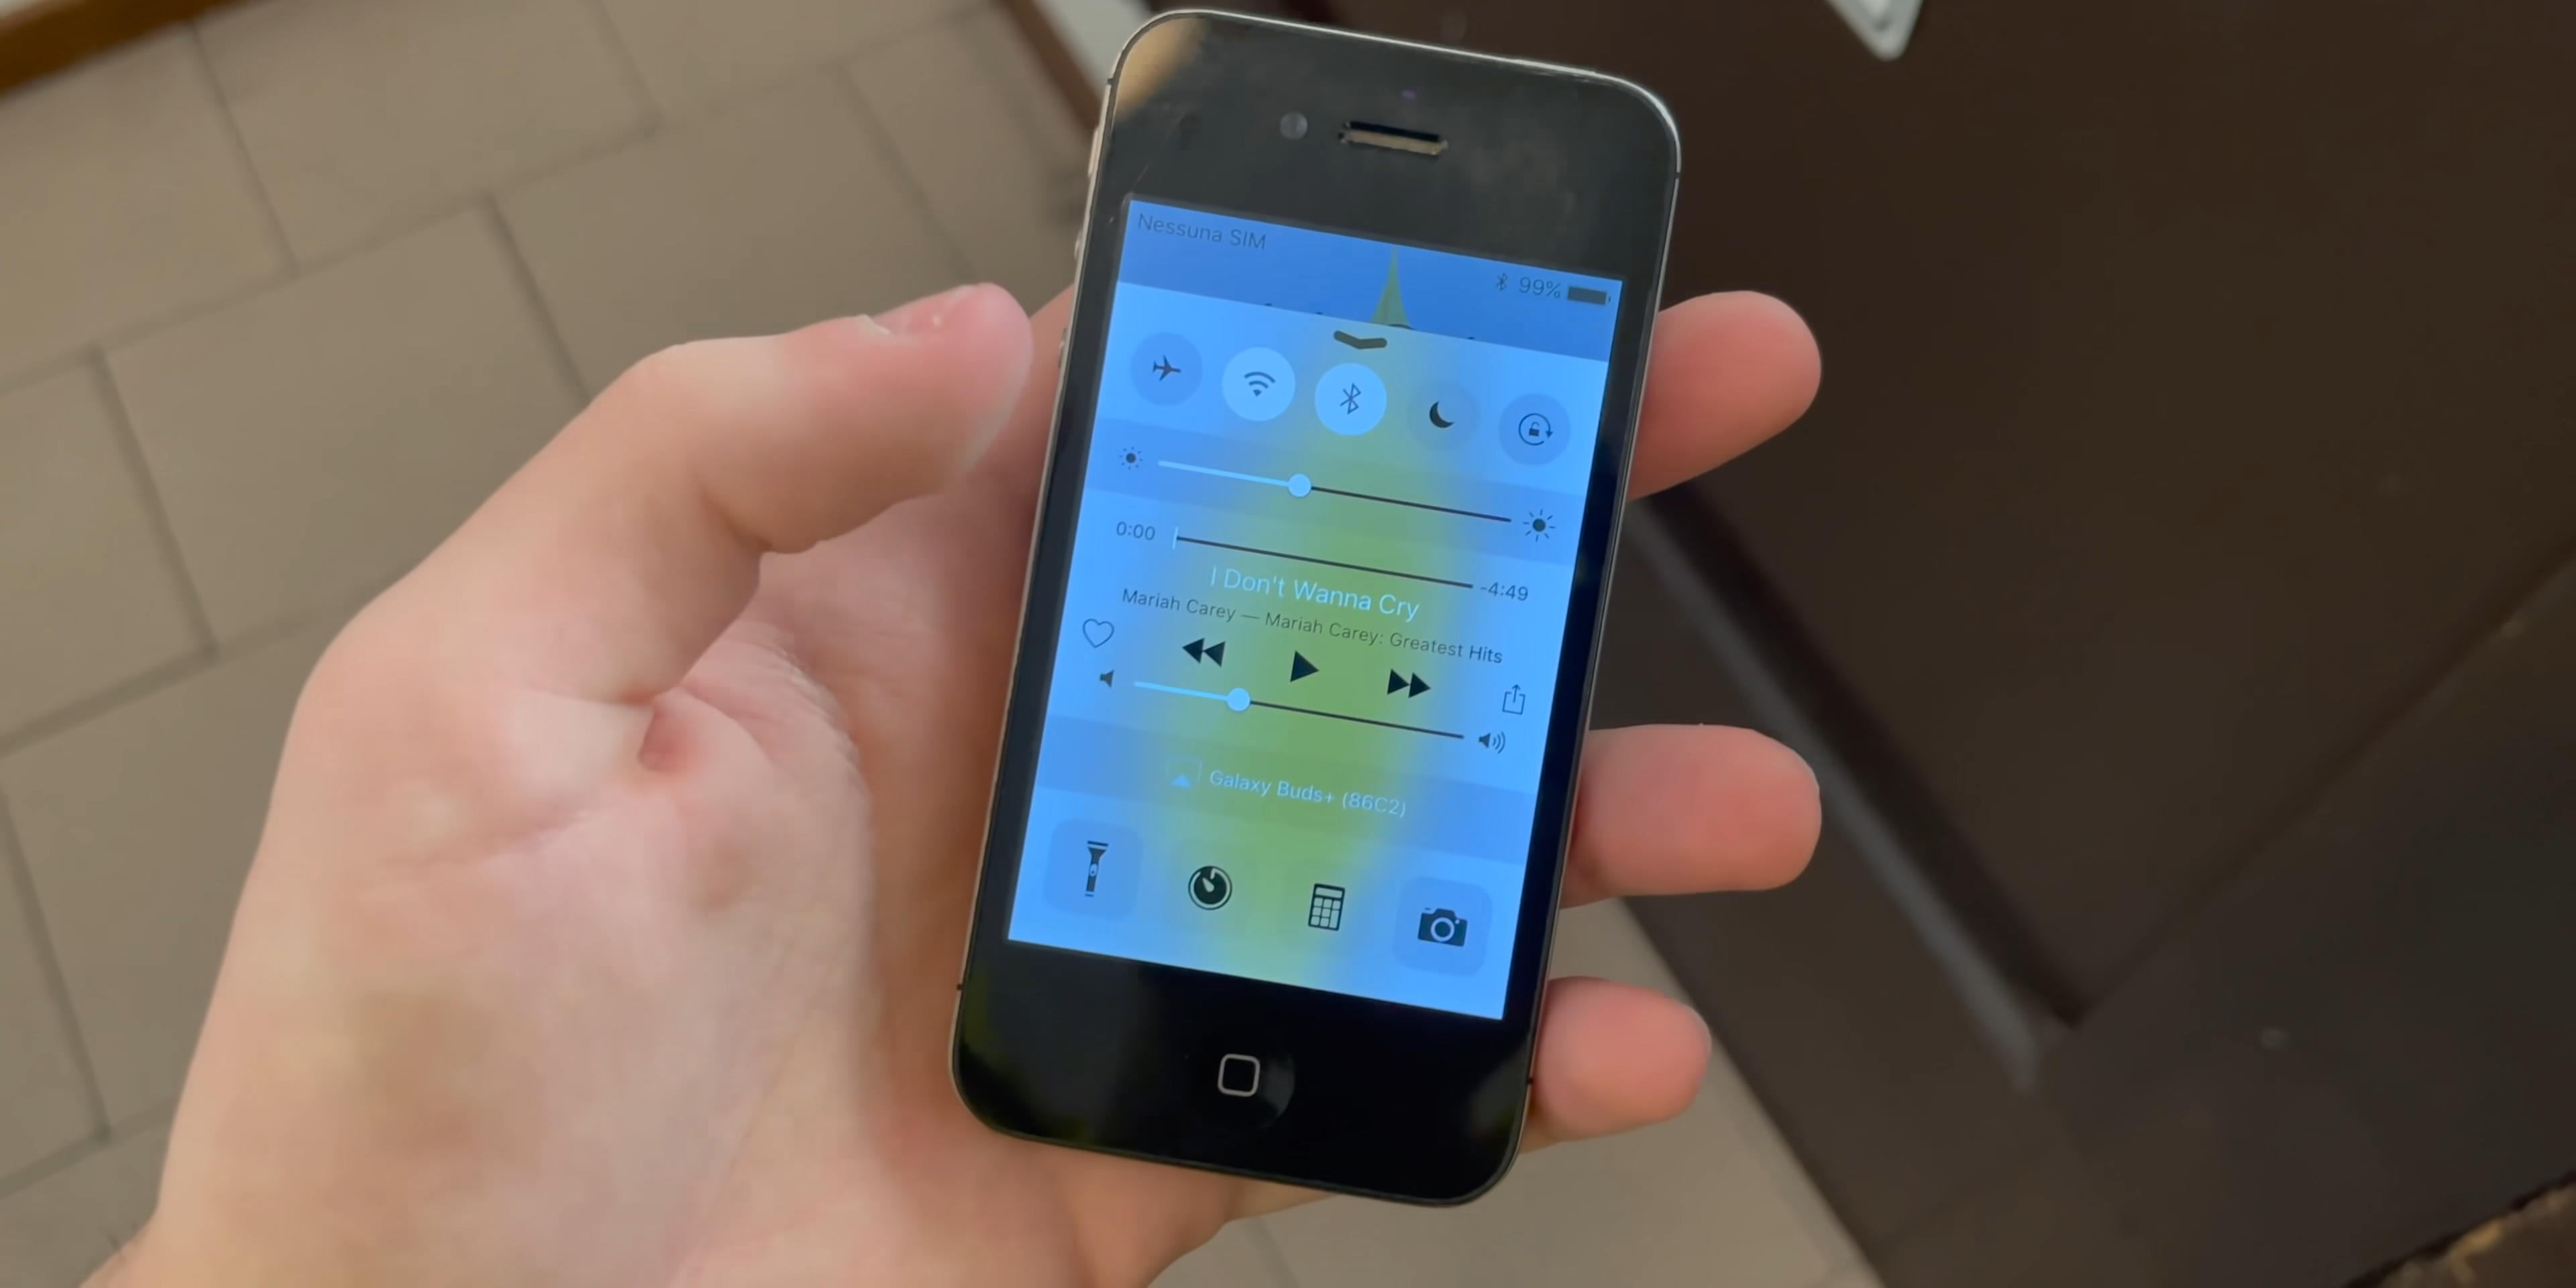 Nessuna SIM
99%
0:00
-4:49
I Don't Wanna Cry
Mariah Carey — Mariah Carey: Greatest Hits
Galaxy Buds+ (86C2)